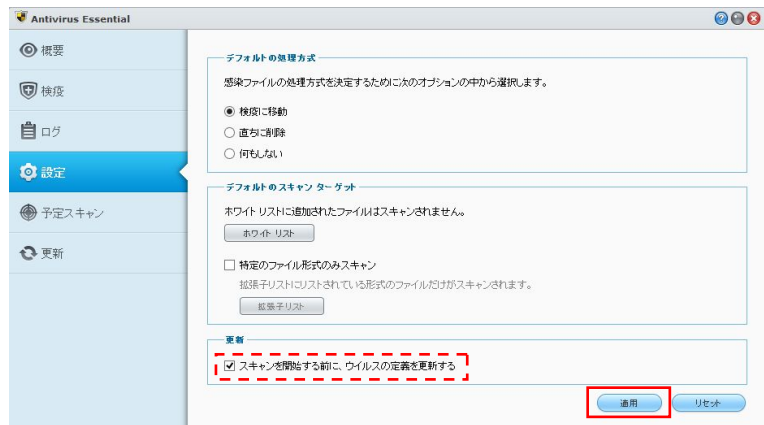 Antivirus Essential
概要
検疫
ログ
設定
予定スキャン
更新
デフォルトの処理方式
感染ファイルの処理方式を決定するために次のオプションの中から選択します。
検疫に移動
直ちに削除
何もしない
デフォルトのスキャン ターゲット
ホワイト リストに追加されたファイルはスキャンされません。
ホワイト リスト
特定のファイル形式のみスキャン
拡張子リストにリストされている形式のファイルだけがスキャンされます。
拡張子リスト
更新
スキャンを開始する前に、ウイルスの定義を更新する
適用
リセット